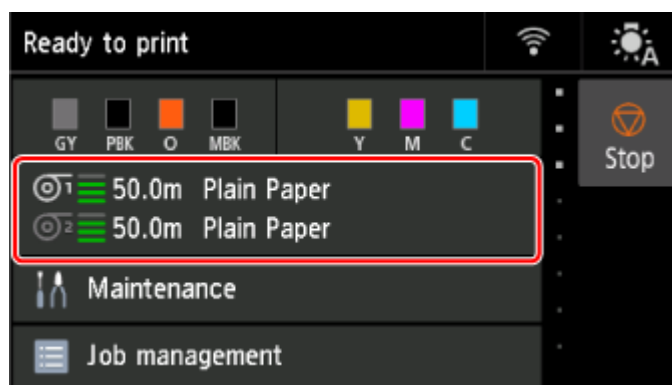 Ready to print
A
GY PBK O MBK Y M C
Stop
1 50.0m Plain Paper
2 50.0m Plain Paper
Maintenance
Job management